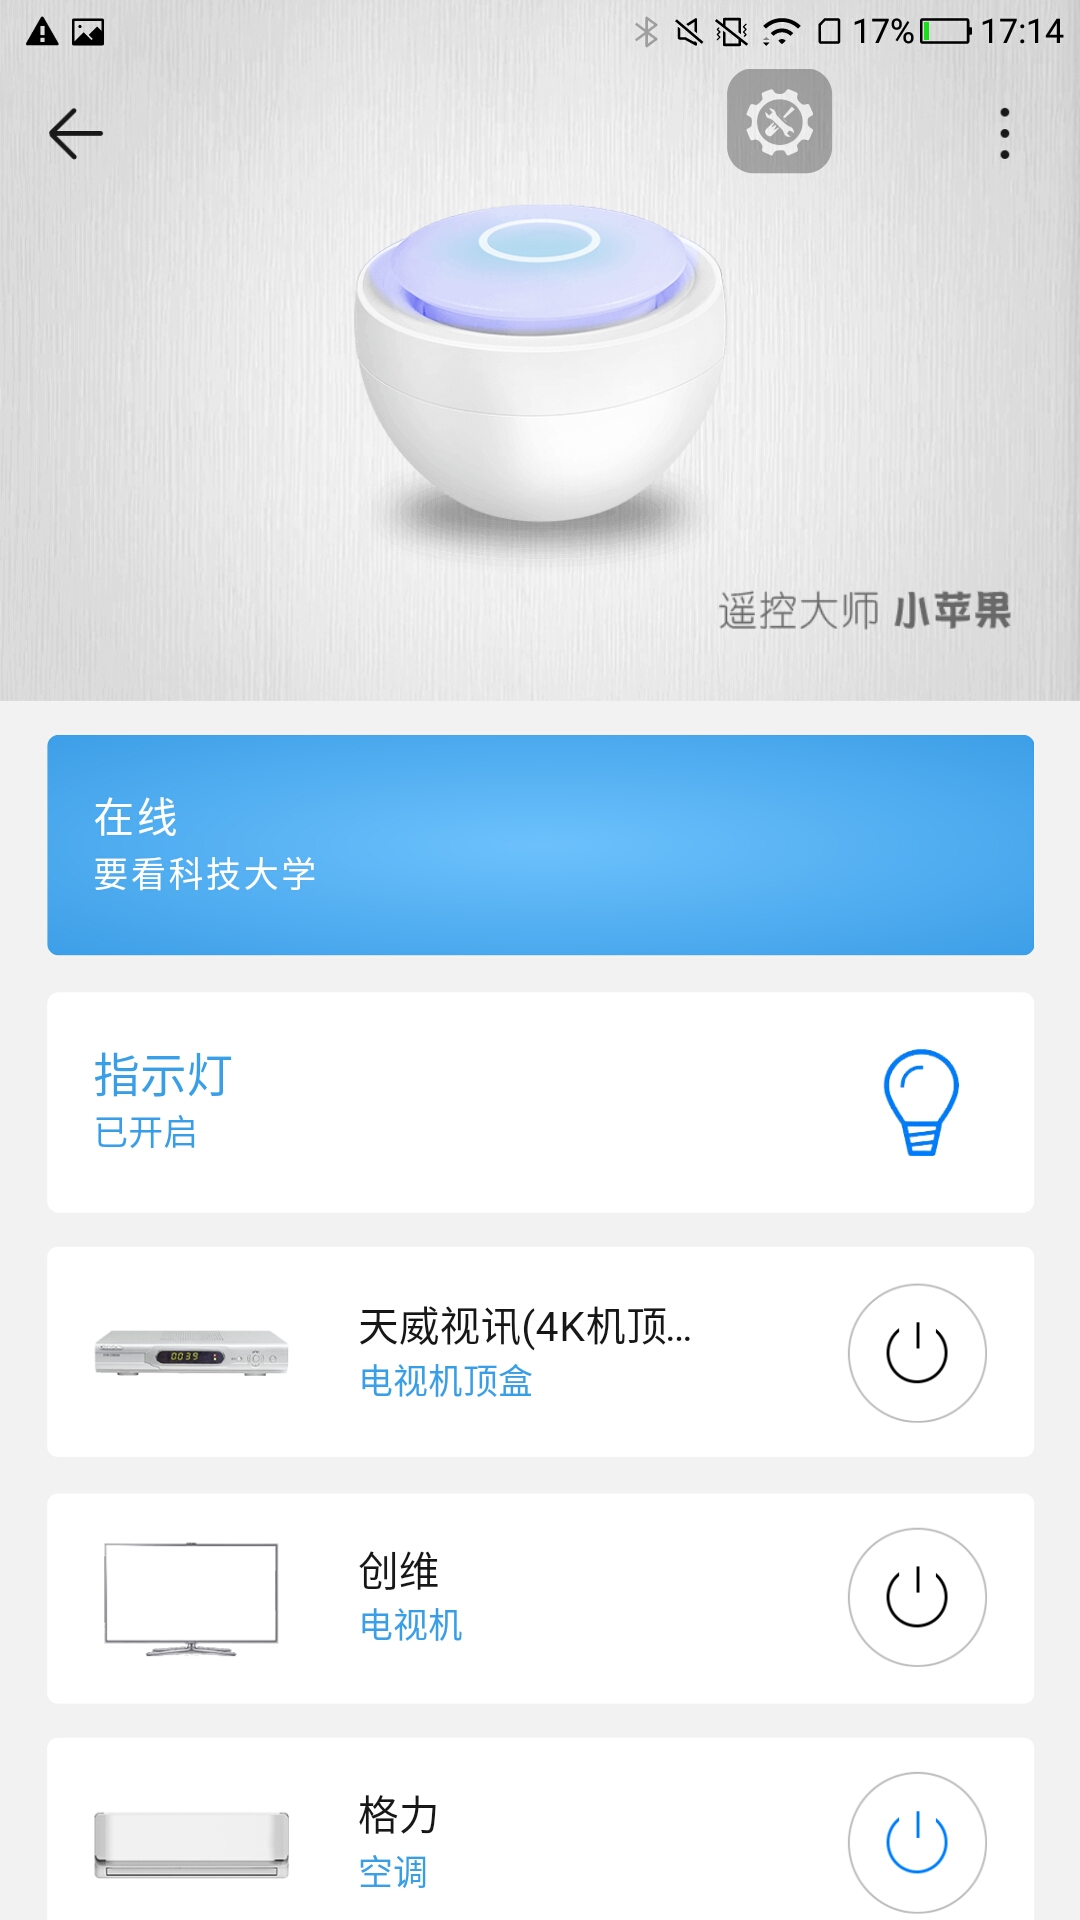 17% 17:14
遥控大师 小苹果
在线
要看科技大学
指示灯
已开启
天威视讯(4K机顶...
电视机顶盒
0039
创维
电视机
格力
空调